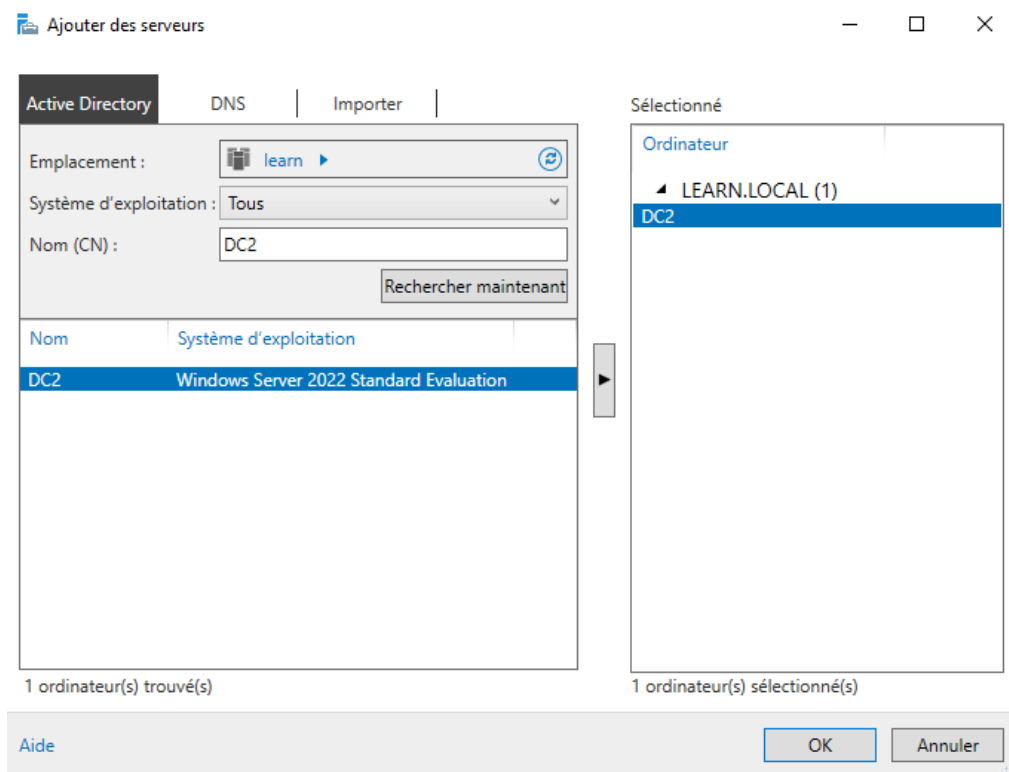 Ajouter des serveurs
Active Directory DNS Importer
Emplacement : learn
Système d'exploitation : Tous
Nom (CN) : DC2
Rechercher maintenant
Nom Système d'exploitation
DC2 Windows Server 2022 Standard Evaluation
1 ordinateur(s) trouvé(s)
Sélectionné
Ordinateur
LEARN.LOCAL (1)
DC2
1 ordinateur(s) sélectionné(s)
Aide OK Annuler